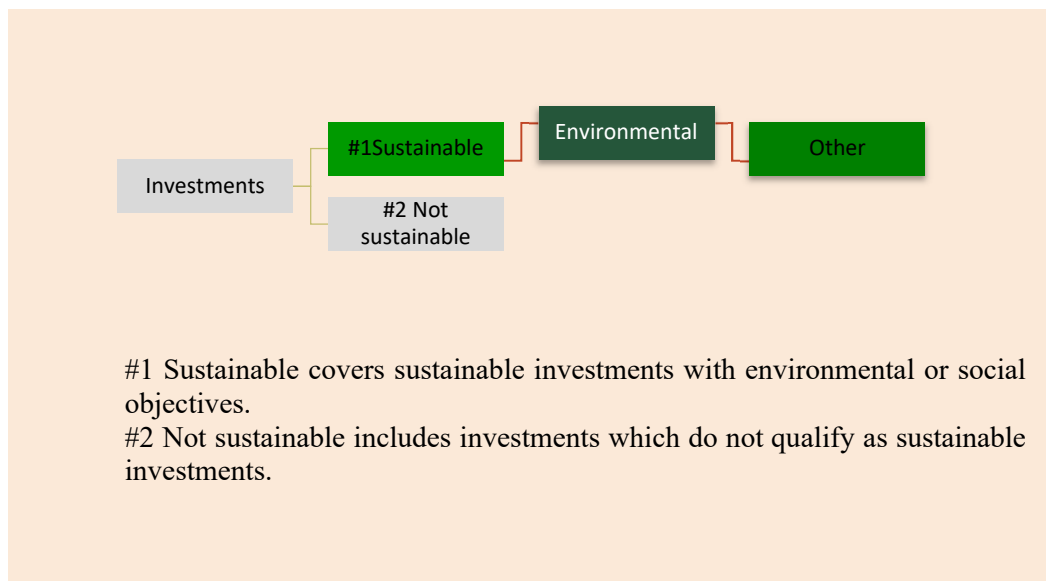 #1Sustainable
Environmental
Other
Investments
#2 Not
sustainable
#1 Sustainable covers sustainable investments with environmental or social
objectives.
#2 Not sustainable includes investments which do not qualify as sustainable
investments.